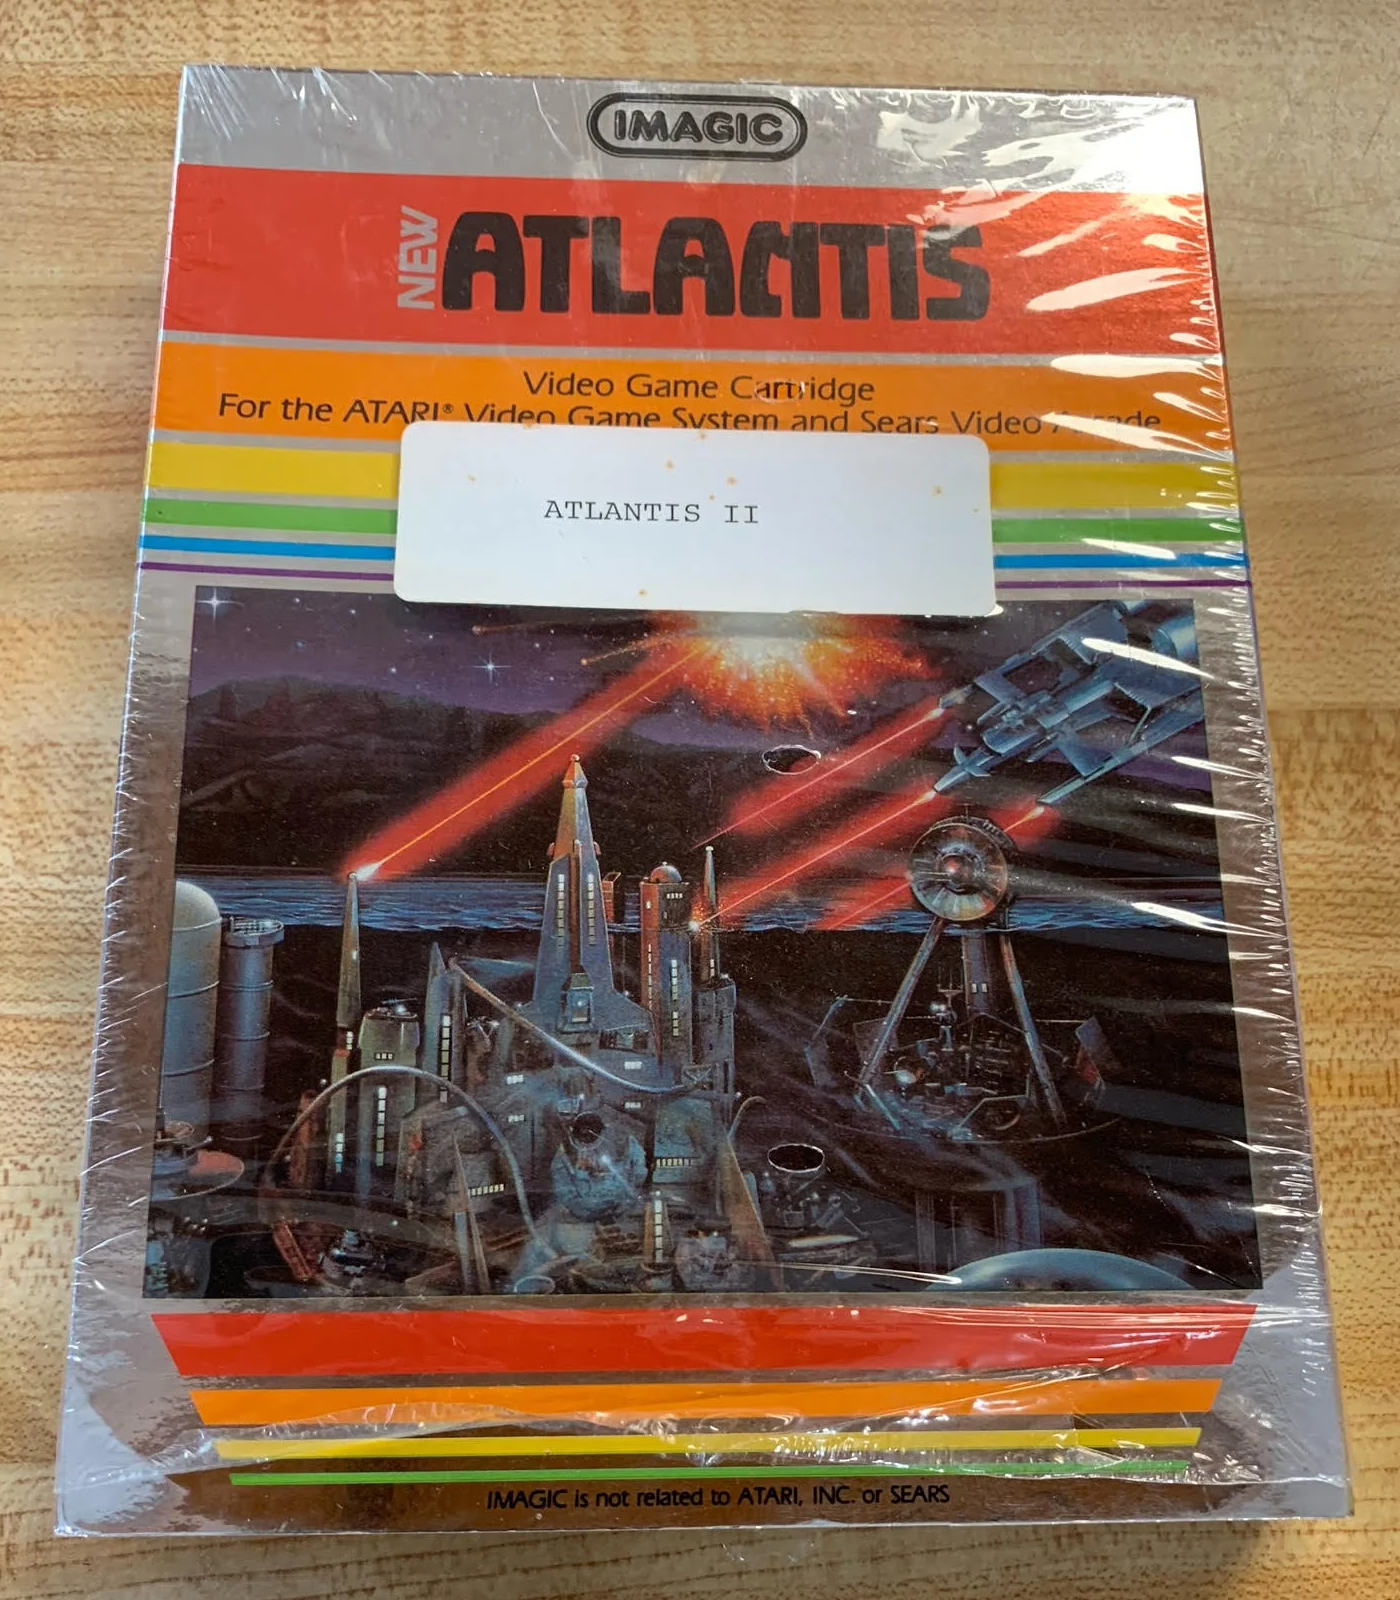 IMAGIC
NEW ATLANTIS
Video Game Cartridge
For the ATARI® Video Game System and Sears Video Arcade
ATLANTIS II
IMAGIC is not related to ATARI, INC. or SEARS